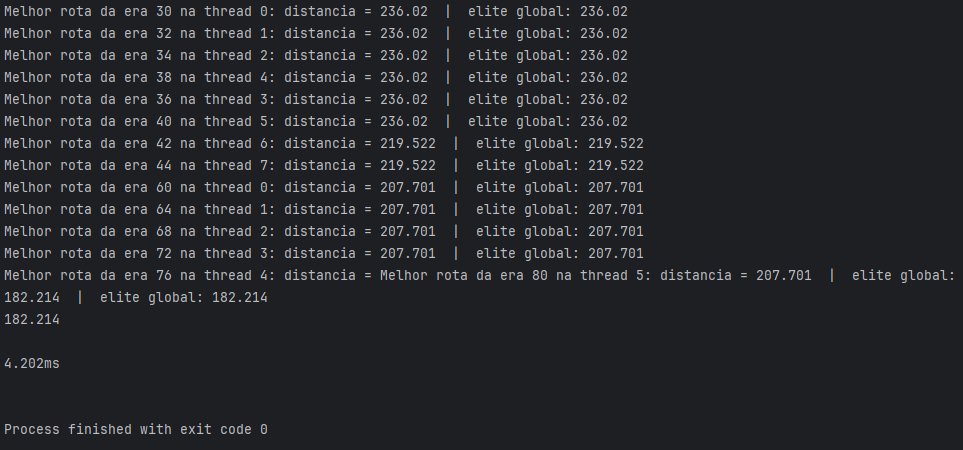 Melhor rota da era 30 na thread 0: distancia = 236.02  |  elite global: 236.02
Melhor rota da era 32 na thread 1: distancia = 236.02  |  elite global: 236.02
Melhor rota da era 34 na thread 2: distancia = 236.02  |  elite global: 236.02
Melhor rota da era 38 na thread 4: distancia = 236.02  |  elite global: 236.02
Melhor rota da era 36 na thread 3: distancia = 236.02  |  elite global: 236.02
Melhor rota da era 40 na thread 5: distancia = 236.02  |  elite global: 236.02
Melhor rota da era 42 na thread 6: distancia = 219.522  |  elite global: 219.522
Melhor rota da era 44 na thread 7: distancia = 219.522  |  elite global: 219.522
Melhor rota da era 60 na thread 0: distancia = 207.701  |  elite global: 207.701
Melhor rota da era 64 na thread 1: distancia = 207.701  |  elite global: 207.701
Melhor rota da era 68 na thread 2: distancia = 207.701  |  elite global: 207.701
Melhor rota da era 72 na thread 3: distancia = 207.701  |  elite global: 207.701
Melhor rota da era 76 na thread 4: distancia = Melhor rota da era 80 na thread 5: distancia = 207.701  |  elite global:
182.214  |  elite global: 182.214
182.214
4.202ms
Process finished with exit code 0